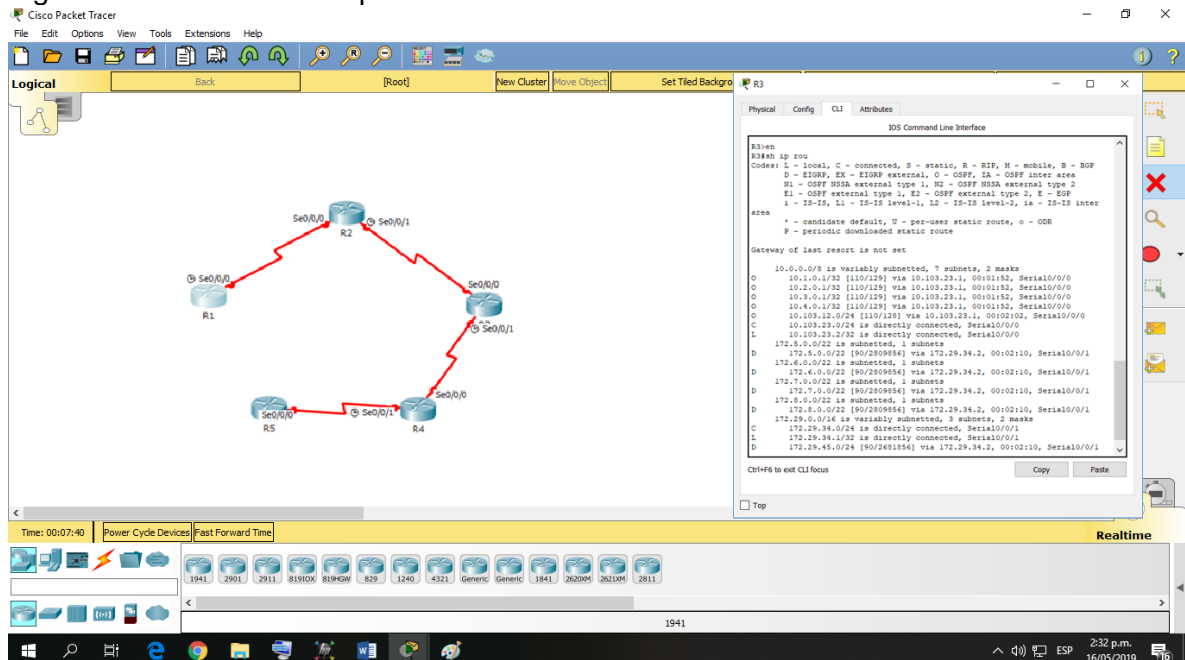 Cisco Packet Tracer
File Edit Options View Tools Extensions Help
Logical Back [Root] New Cluster Move Object Set Tiled Backgro
R3
Physical Config CLI Attributes
IOS Command Line Interface
R3>en
R3#sh ip rou
Codes: L - local, C - connected, S - static, R - RIP, M - mobile, B - BGP
D - EIGRP, EX - EIGRP external, O - OSPF, IA - OSPF inter area
N1 - OSPF NSSA external type 1, N2 - OSPF NSSA external type 2
E1 - OSPF external type 1, E2 - OSPF external type 2, E - EGP
i - IS-IS, L1 - IS-IS level-1, L2 - IS-IS level-2, ia - IS-IS inter
area
* - candidate default, U - per-user static route, o - ODR
P - periodic downloaded static route
Gateway of last resort is not set
10.0.0.0/8 is variably subnetted, 7 subnets, 2 masks
O 10.1.0.1/32 [110/129] via 10.103.23.1, 00:01:52, Serial0/0/0
O 10.2.0.1/32 [110/129] via 10.103.23.1, 00:01:52, Serial0/0/0
O 10.3.0.1/32 [110/129] via 10.103.23.1, 00:01:52, Serial0/0/0
O 10.4.0.1/32 [110/129] via 10.103.23.1, 00:01:52, Serial0/0/0
O 10.103.12.0/24 [110/128] via 10.103.23.1, 00:02:02, Serial0/0/0
C 10.103.23.0/24 is directly connected, Serial0/0/0
L 10.103.23.2/32 is directly connected, Serial0/0/0
172.5.0.0/22 is subnetted, 1 subnets
D 172.5.0.0/22 [90/2809856] via 172.29.34.2, 00:02:10, Serial0/0/1
172.6.0.0/22 is subnetted, 1 subnets
D 172.6.0.0/22 [90/2809856] via 172.29.34.2, 00:02:10, Serial0/0/1
172.7.0.0/22 is subnetted, 1 subnets
D 172.7.0.0/22 [90/2809856] via 172.29.34.2, 00:02:10, Serial0/0/1
172.8.0.0/22 is subnetted, 1 subnets
D 172.8.0.0/22 [90/2809856] via 172.29.34.2, 00:02:10, Serial0/0/1
172.29.0.0/16 is variably subnetted, 3 subnets, 2 masks
C 172.29.34.0/24 is directly connected, Serial0/0/1
L 172.29.34.1/32 is directly connected, Serial0/0/1
D 172.29.45.0/24 [90/2681856] via 172.29.34.2, 00:02:10, Serial0/0/1
Ctrl+F6 to exit CLI focus Copy Paste
Top
Se0/0/0 Se0/0/1
R2
Se0/0/0 Se0/0/0
R1
Se0/0/1
Se0/0/0
Se0/0/0 Se0/0/1
R5 R4
Time: 00:07:40 Power Cycle Devices Fast Forward Time Realtime
1941 2901 2911 819IOX 819HGW 829 1240 4321 Generic Generic 1841 2620XM 2621XM 2811
1941
ESP 2:32 p.m.
16/05/2019
16